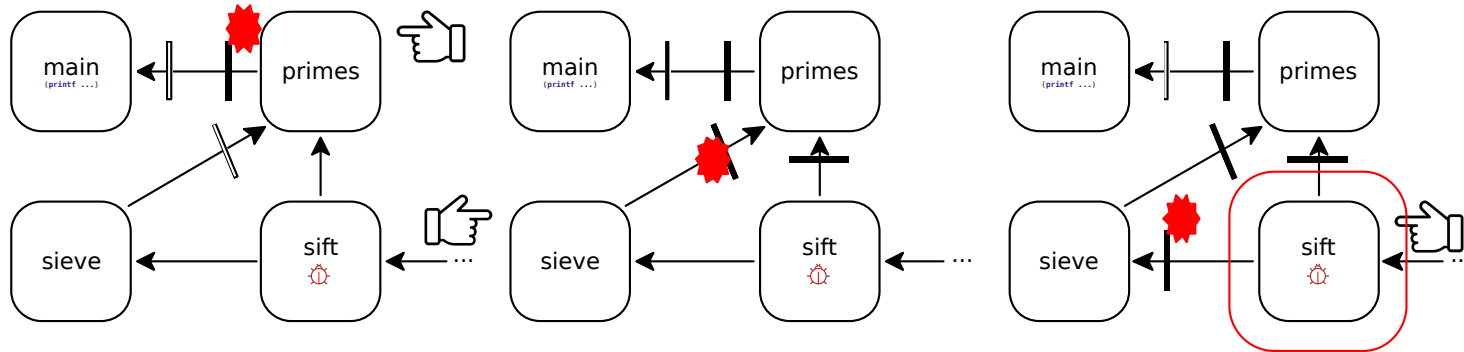 main
(printf ...)
primes
sieve
sift
...
main
(printf ...)
primes
sieve
sift
...
main
(printf ...)
primes
sieve
sift
..